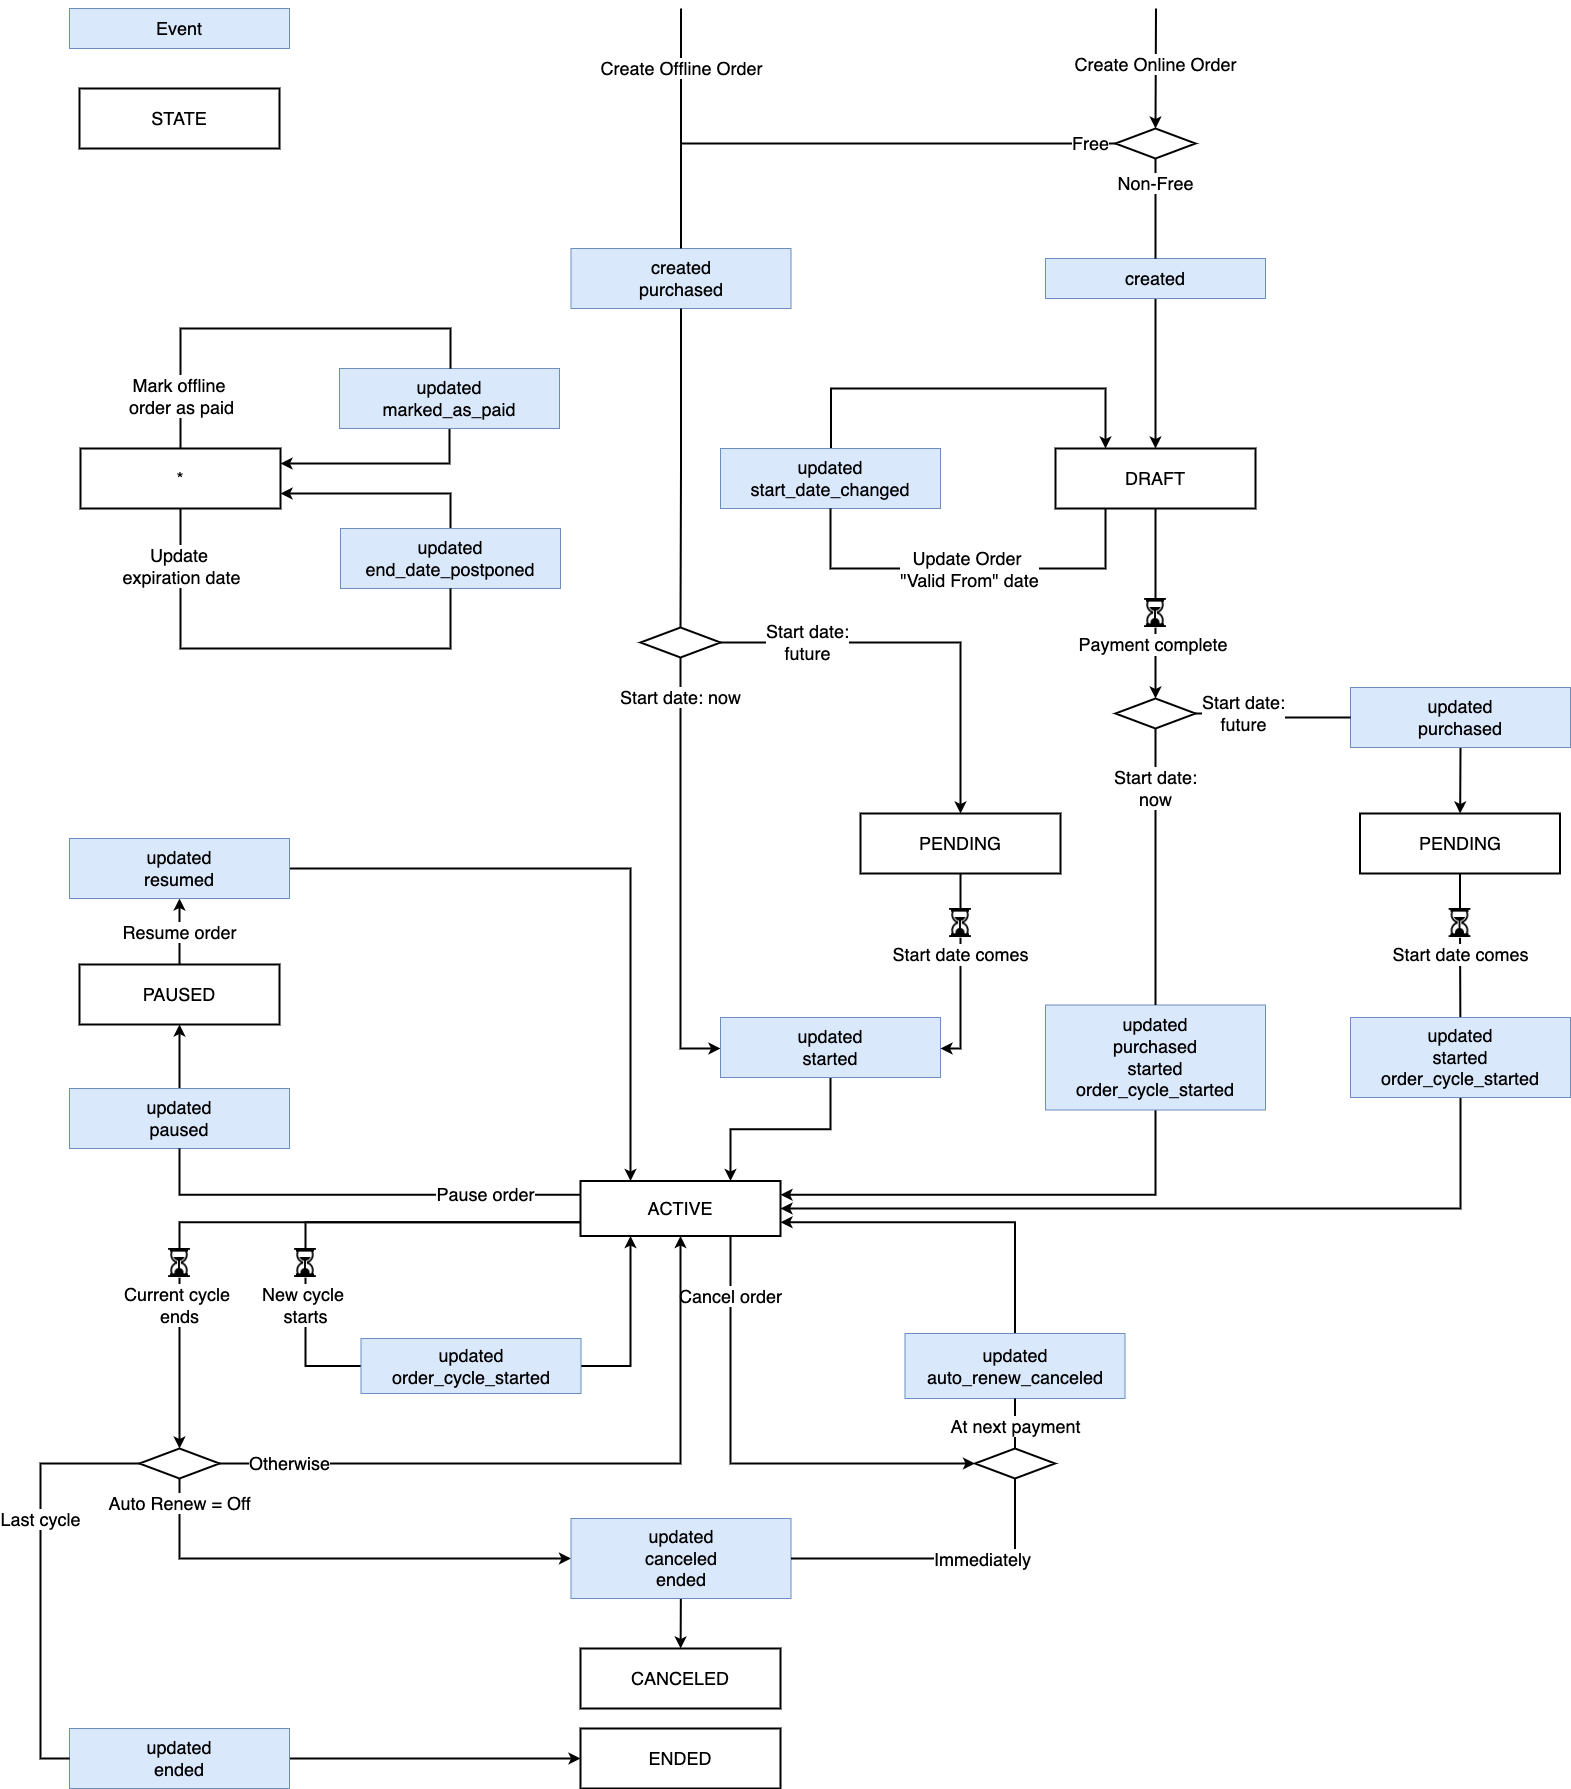 Event
STATE
Create Offline Order
Create Online Order
Free
Non-Free
created
purchased
created
Mark offline
order as paid
updated
marked_as_paid
*
Update
expiration date
updated
end_date_postponed
updated
start_date_changed
DRAFT
Update Order
"Valid From" date
Payment complete
Start date:
future
Start date: now
Start date:
future
updated
purchased
Start date:
now
PENDING
PENDING
updated
resumed
Resume order
PAUSED
Start date comes
Start date comes
updated
started
updated
purchased
started
order_cycle_started
updated
started
order_cycle_started
updated
paused
Pause order
ACTIVE
Current cycle
ends
New cycle
starts
Cancel order
updated
order_cycle_started
updated
auto_renew_canceled
At next payment
Otherwise
Auto Renew = Off
Last cycle
updated
canceled
ended
Immediately
CANCELED
updated
ended
ENDED